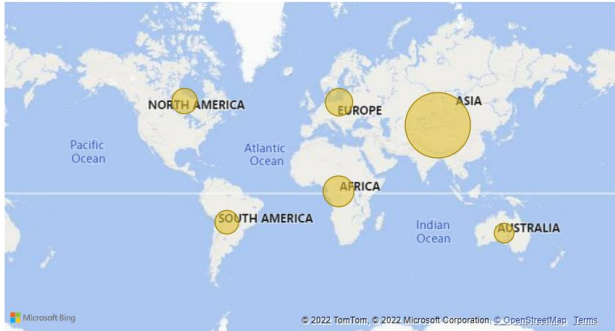 ASIA
NORTH AMERICA
EUROPE
Pacific
Ocean
Atlantic
Ocean
AFRICA
SOUTH AMERICA
Indian
Ocean
AUSTRALIA
Microsoft Bing
© 2022 TomTom, © 2022 Microsoft Corporation, © OpenStreetMap Terms